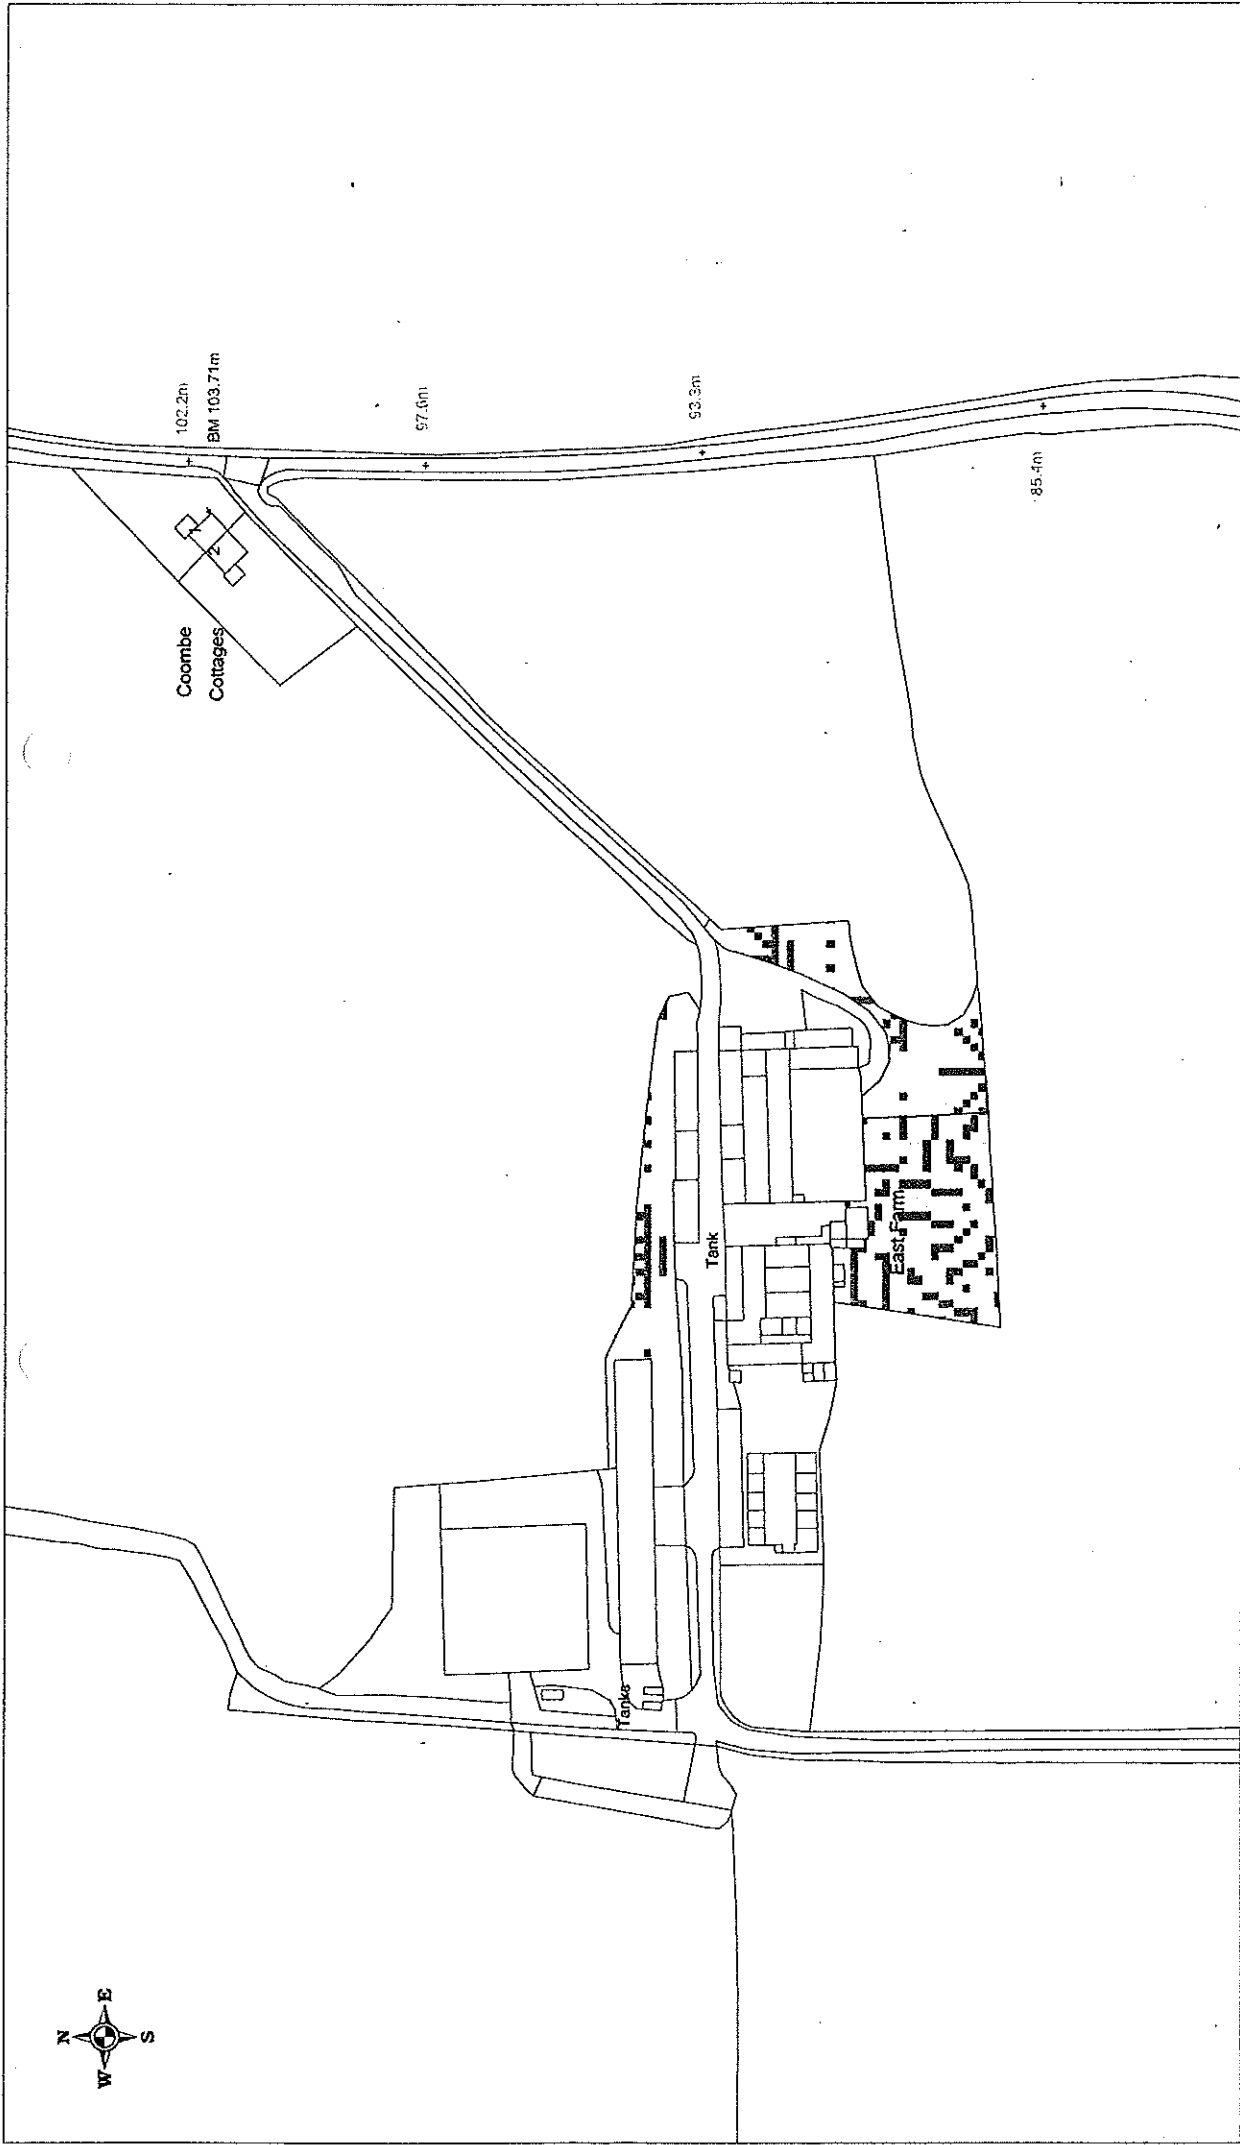 N
W E
S
Coombe
Cottages
1
2
102.2m
BM 103.71m
97.6m
93.3m
85.4m
Tank
Tanks
East Farm